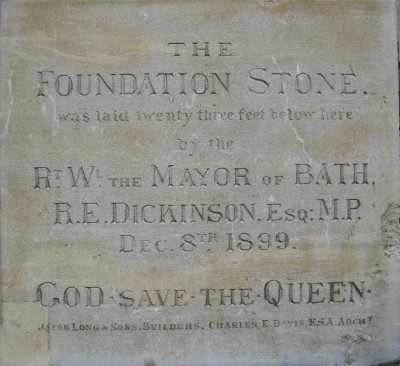 THE
FOUNDATION STONE.
was laid twenty three feet below here
by the
RT. WL. THE MAYOR OF BATH,
R.E. DICKINSON. ESQ: M.P.
DEC. 8TH 1899.
GOD·SAVE·THE·QUEEN·
JACOB LONG & SONS, BUILDERS. CHARLES E. DAVIS, F.S.A. ARCHT.